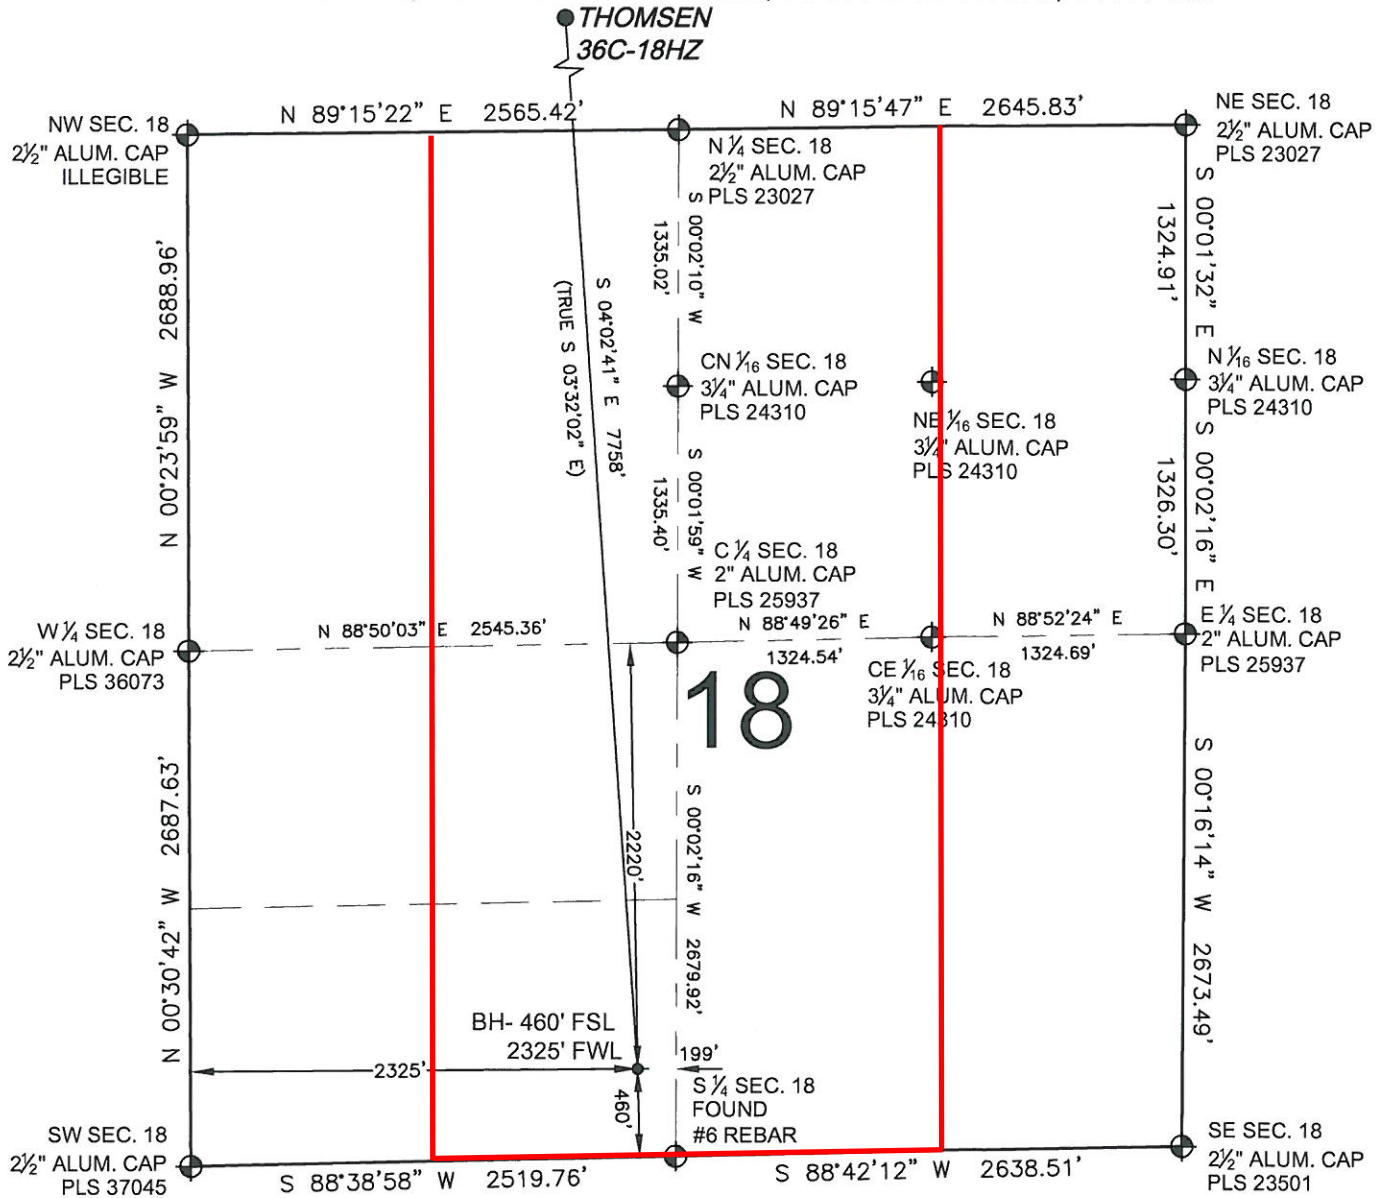 THOMSEN
36C-18HZ
N 89°15'22" E 2565.42'
N 89°15'47" E 2645.83'
NW SEC. 18
2½" ALUM. CAP
ILLEGIBLE
N ¼ SEC. 18
2½" ALUM. CAP
PLS 23027
NE SEC. 18
2½" ALUM. CAP
PLS 23027
N 00°23'59" W 2688.96'
S 04°02'41" E 7758'
(TRUE S 03°32'02" E)
S 00°02'10" W
1335.02'
S 00°01'32" E
1324.91'
CN 1⁄16 SEC. 18
3¼" ALUM. CAP
PLS 24310
NE 1⁄16 SEC. 18
3½" ALUM. CAP
PLS 24310
N 1⁄16 SEC. 18
3¼" ALUM. CAP
PLS 24310
S 00°01'59" W
1335.40'
S 00°02'16" E
1326.30'
C ¼ SEC. 18
2" ALUM. CAP
PLS 25937
W ¼ SEC. 18
2½" ALUM. CAP
PLS 36073
N 88°50'03" E 2545.36'
N 88°49'26" E
1324.54'
N 88°52'24" E
1324.69'
E ¼ SEC. 18
2" ALUM. CAP
PLS 25937
CE 1⁄16 SEC. 18
3¼" ALUM. CAP
PLS 24310
18
N 00°30'42" W 2687.63'
2220'
S 00°02'16" W 2679.92'
S 00°16'14" W 2673.49'
BH- 460' FSL
2325' FWL
2325'
199'
460'
S ¼ SEC. 18
FOUND
#6 REBAR
SW SEC. 18
2½" ALUM. CAP
PLS 37045
S 88°38'58" W 2519.76'
S 88°42'12" W 2638.51'
SE SEC. 18
2½" ALUM. CAP
PLS 23501